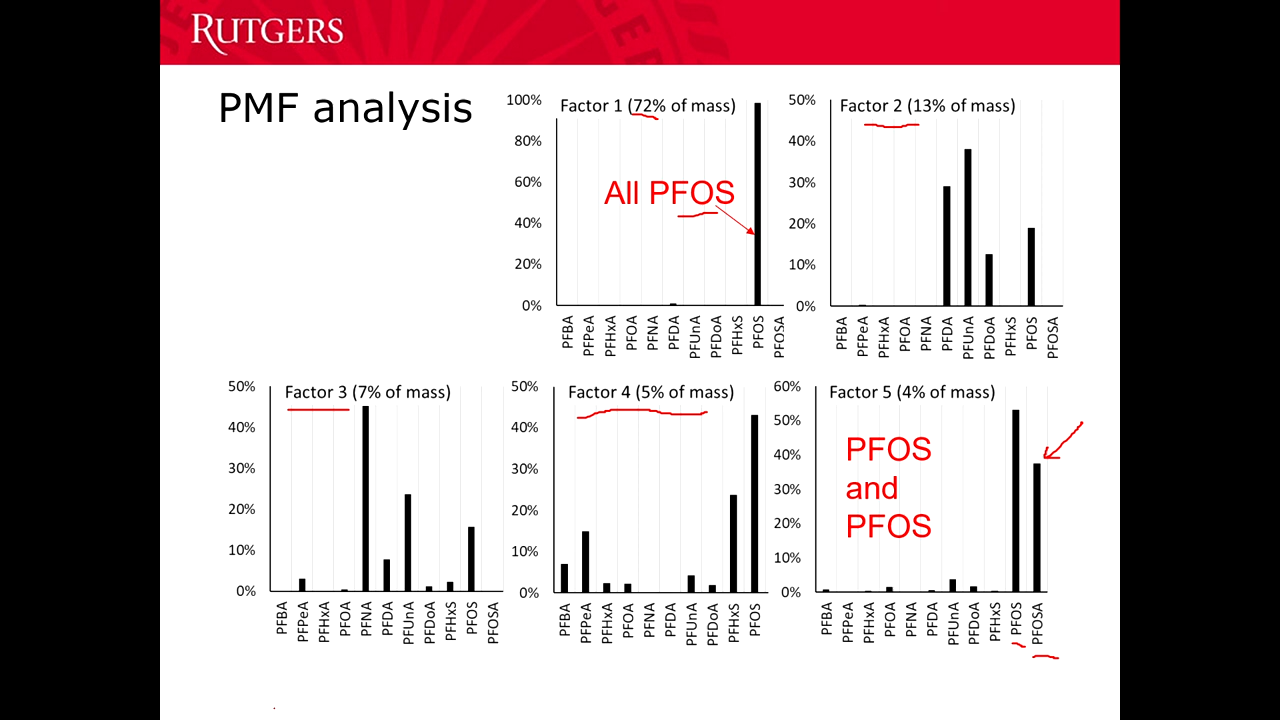 RUTGERS
PMF analysis
Factor 1 (72% of mass)
100%
80%
60%
40%
20%
0%
All PFOS
PFBA
PFPeA
PFHxA
PFOA
PFNA
PFDA
PFUnA
PFDoA
PFHxS
PFOS
PFOSA
Factor 2 (13% of mass)
50%
40%
30%
20%
10%
0%
PFBA
PFPeA
PFHxA
PFOA
PFNA
PFDA
PFUnA
PFDoA
PFHxS
PFOS
PFOSA
Factor 3 (7% of mass)
50%
40%
30%
20%
10%
0%
PFBA
PFPeA
PFHxA
PFOA
PFNA
PFDA
PFUnA
PFDoA
PFHxS
PFOS
PFOSA
Factor 4 (5% of mass)
50%
40%
30%
20%
10%
0%
PFBA
PFPeA
PFHxA
PFOA
PFNA
PFDA
PFUnA
PFDoA
PFHxS
PFOS
Factor 5 (4% of mass)
60%
50%
40%
30%
20%
10%
0%
PFOS
and
PFOS
PFBA
PFPeA
PFHxA
PFOA
PFNA
PFDA
PFUnA
PFDoA
PFHxS
PFOS
PFOSA